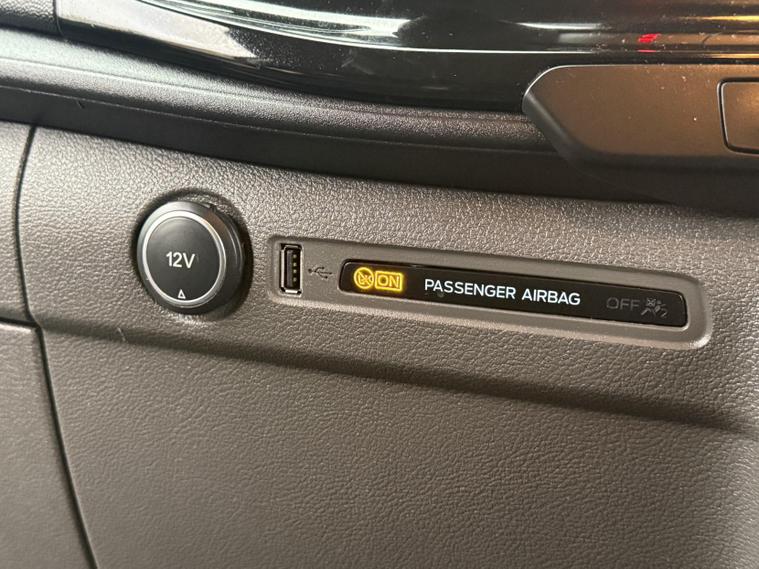 12V
ON PASSENGER AIRBAG OFF